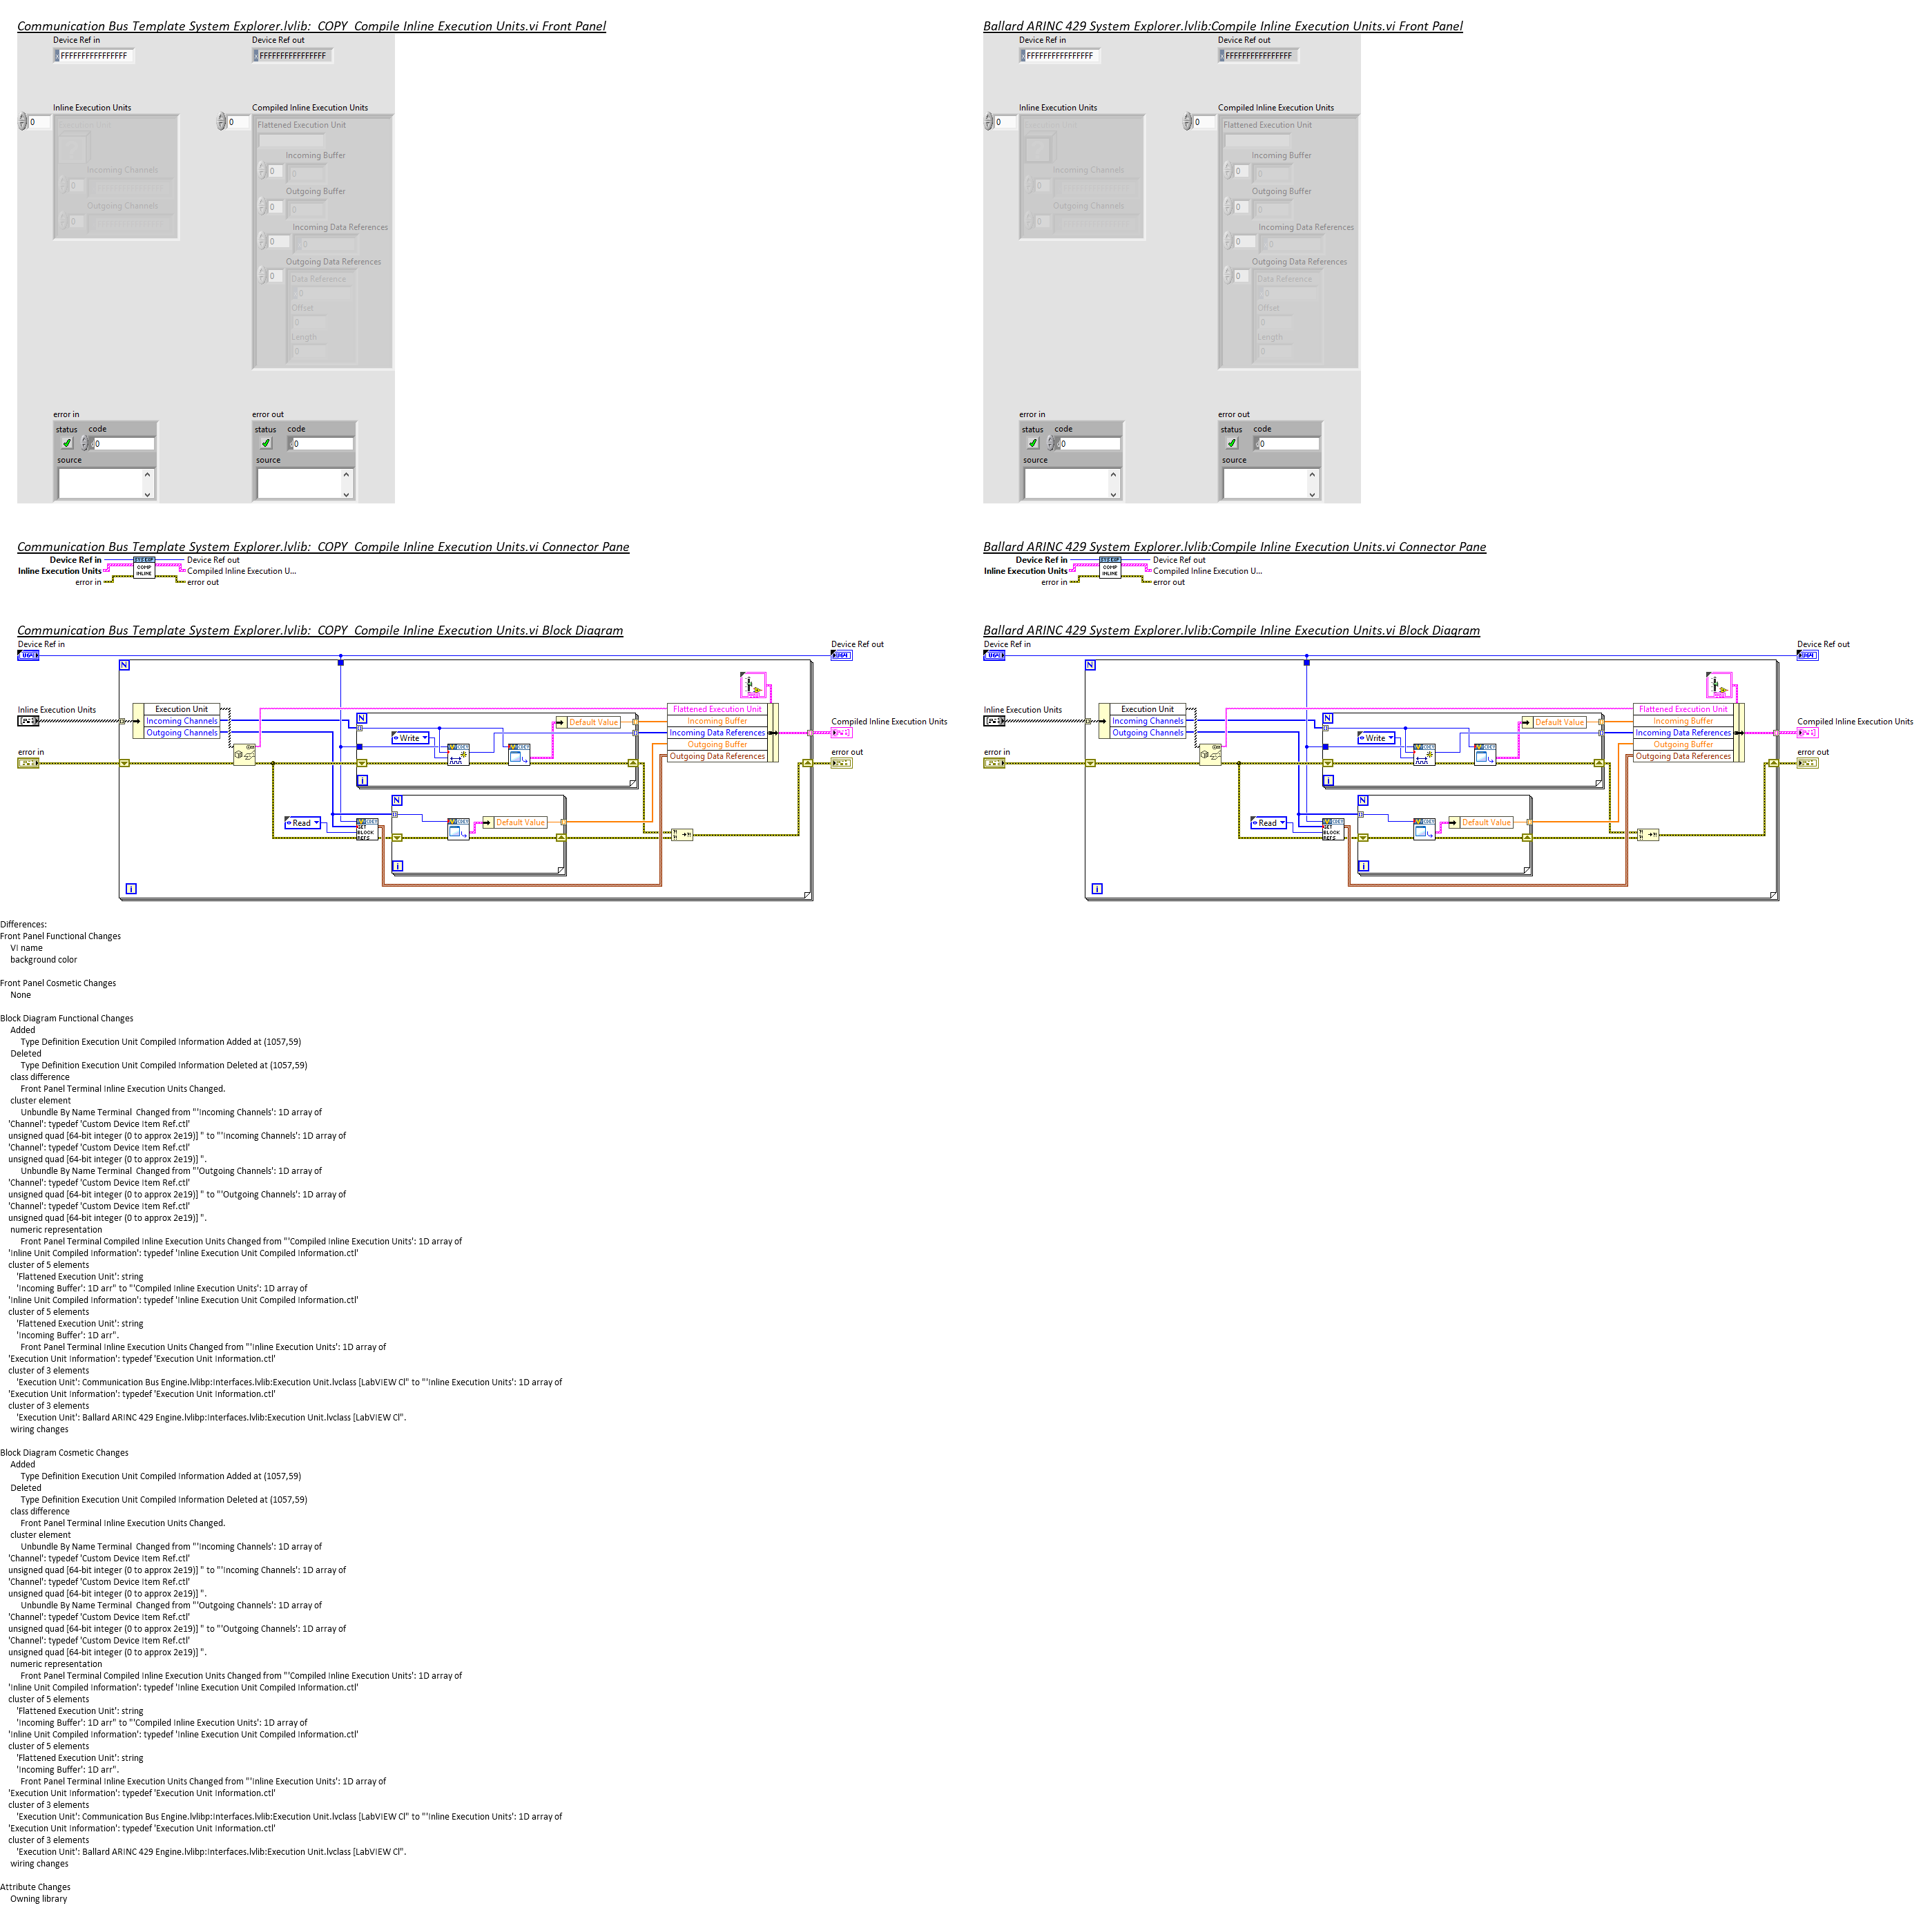 Communication Bus Template System Explorer.lvlib:  COPY  Compile Inline Execution Units.vi Front Panel
Device Ref in
Device Ref out
FFFFFFFFFFFFFFFF
FFFFFFFFFFFFFFFF
Inline Execution Units
Compiled Inline Execution Units
0
0
Flattened Execution Unit
Incoming Buffer
0
0
Incoming Channels
0
Outgoing Buffer
0
0
Outgoing Channels
0
Incoming Data References
0
0
Outgoing Data References
0
Data Reference
0
Offset
0
Length
0
error in
error out
status code
status code
0
0
source
source
Ballard ARINC 429 System Explorer.lvlib:Compile Inline Execution Units.vi Front Panel
Device Ref in
Device Ref out
FFFFFFFFFFFFFFFF
FFFFFFFFFFFFFFFF
Inline Execution Units
Compiled Inline Execution Units
0
0
Flattened Execution Unit
Incoming Buffer
0
0
Incoming Channels
0
Outgoing Buffer
0
0
Outgoing Channels
0
Incoming Data References
0
0
Outgoing Data References
0
Data Reference
0
Offset
0
Length
0
error in
error out
status code
status code
0
0
source
source
Communication Bus Template System Explorer.lvlib:  COPY  Compile Inline Execution Units.vi Connector Pane
Device Ref in
Device Ref out
Inline Execution Units
COMP INLINE
Compiled Inline Execution U...
error in
error out
Ballard ARINC 429 System Explorer.lvlib:Compile Inline Execution Units.vi Connector Pane
Device Ref in
Device Ref out
Inline Execution Units
COMP INLINE
Compiled Inline Execution U...
error in
error out
Communication Bus Template System Explorer.lvlib:  COPY  Compile Inline Execution Units.vi Block Diagram
Device Ref in
Device Ref out
N
Inline Execution Units
Execution Unit
Incoming Channels
Outgoing Channels
N
Write
Default Value
Flattened Execution Unit
Incoming Buffer
Incoming Data References
Outgoing Buffer
Outgoing Data References
Compiled Inline Execution Units
error in
error out
i
N
Read
GET BLOCK REFS
Default Value
i
i
Ballard ARINC 429 System Explorer.lvlib:Compile Inline Execution Units.vi Block Diagram
Device Ref in
Device Ref out
N
Inline Execution Units
Execution Unit
Incoming Channels
Outgoing Channels
N
Write
Default Value
Flattened Execution Unit
Incoming Buffer
Incoming Data References
Outgoing Buffer
Outgoing Data References
Compiled Inline Execution Units
error in
error out
i
N
Read
GET BLOCK REFS
Default Value
i
i
Differences:
Front Panel Functional Changes
VI name
background color
Front Panel Cosmetic Changes
None
Block Diagram Functional Changes
Added
Type Definition Execution Unit Compiled Information Added at (1057,59)
Deleted
Type Definition Execution Unit Compiled Information Deleted at (1057,59)
class difference
Front Panel Terminal Inline Execution Units Changed.
cluster element
Unbundle By Name Terminal  Changed from "'Incoming Channels': 1D array of
'Channel': typedef 'Custom Device Item Ref.ctl'
unsigned quad [64-bit integer (0 to approx 2e19)] " to "'Incoming Channels': 1D array of
'Channel': typedef 'Custom Device Item Ref.ctl'
unsigned quad [64-bit integer (0 to approx 2e19)] ".
Unbundle By Name Terminal  Changed from "'Outgoing Channels': 1D array of
'Channel': typedef 'Custom Device Item Ref.ctl'
unsigned quad [64-bit integer (0 to approx 2e19)] " to "'Outgoing Channels': 1D array of
'Channel': typedef 'Custom Device Item Ref.ctl'
unsigned quad [64-bit integer (0 to approx 2e19)] ".
numeric representation
Front Panel Terminal Compiled Inline Execution Units Changed from "'Compiled Inline Execution Units': 1D array of
'Inline Unit Compiled Information': typedef 'Inline Execution Unit Compiled Information.ctl'
cluster of 5 elements
'Flattened Execution Unit': string
'Incoming Buffer': 1D arr" to "'Compiled Inline Execution Units': 1D array of
'Inline Unit Compiled Information': typedef 'Inline Execution Unit Compiled Information.ctl'
cluster of 5 elements
'Flattened Execution Unit': string
'Incoming Buffer': 1D arr".
Front Panel Terminal Inline Execution Units Changed from "'Inline Execution Units': 1D array of
'Execution Unit Information': typedef 'Execution Unit Information.ctl'
cluster of 3 elements
'Execution Unit': Communication Bus Engine.lvlibp:Interfaces.lvlib:Execution Unit.lvclass [LabVIEW Cl" to "'Inline Execution Units': 1D array of
'Execution Unit Information': typedef 'Execution Unit Information.ctl'
cluster of 3 elements
'Execution Unit': Ballard ARINC 429 Engine.lvlibp:Interfaces.lvlib:Execution Unit.lvclass [LabVIEW Cl".
wiring changes
Block Diagram Cosmetic Changes
Added
Type Definition Execution Unit Compiled Information Added at (1057,59)
Deleted
Type Definition Execution Unit Compiled Information Deleted at (1057,59)
class difference
Front Panel Terminal Inline Execution Units Changed.
cluster element
Unbundle By Name Terminal  Changed from "'Incoming Channels': 1D array of
'Channel': typedef 'Custom Device Item Ref.ctl'
unsigned quad [64-bit integer (0 to approx 2e19)] " to "'Incoming Channels': 1D array of
'Channel': typedef 'Custom Device Item Ref.ctl'
unsigned quad [64-bit integer (0 to approx 2e19)] ".
Unbundle By Name Terminal  Changed from "'Outgoing Channels': 1D array of
'Channel': typedef 'Custom Device Item Ref.ctl'
unsigned quad [64-bit integer (0 to approx 2e19)] " to "'Outgoing Channels': 1D array of
'Channel': typedef 'Custom Device Item Ref.ctl'
unsigned quad [64-bit integer (0 to approx 2e19)] ".
numeric representation
Front Panel Terminal Compiled Inline Execution Units Changed from "'Compiled Inline Execution Units': 1D array of
'Inline Unit Compiled Information': typedef 'Inline Execution Unit Compiled Information.ctl'
cluster of 5 elements
'Flattened Execution Unit': string
'Incoming Buffer': 1D arr" to "'Compiled Inline Execution Units': 1D array of
'Inline Unit Compiled Information': typedef 'Inline Execution Unit Compiled Information.ctl'
cluster of 5 elements
'Flattened Execution Unit': string
'Incoming Buffer': 1D arr".
Front Panel Terminal Inline Execution Units Changed from "'Inline Execution Units': 1D array of
'Execution Unit Information': typedef 'Execution Unit Information.ctl'
cluster of 3 elements
'Execution Unit': Communication Bus Engine.lvlibp:Interfaces.lvlib:Execution Unit.lvclass [LabVIEW Cl" to "'Inline Execution Units': 1D array of
'Execution Unit Information': typedef 'Execution Unit Information.ctl'
cluster of 3 elements
'Execution Unit': Ballard ARINC 429 Engine.lvlibp:Interfaces.lvlib:Execution Unit.lvclass [LabVIEW Cl".
wiring changes
Attribute Changes
Owning library